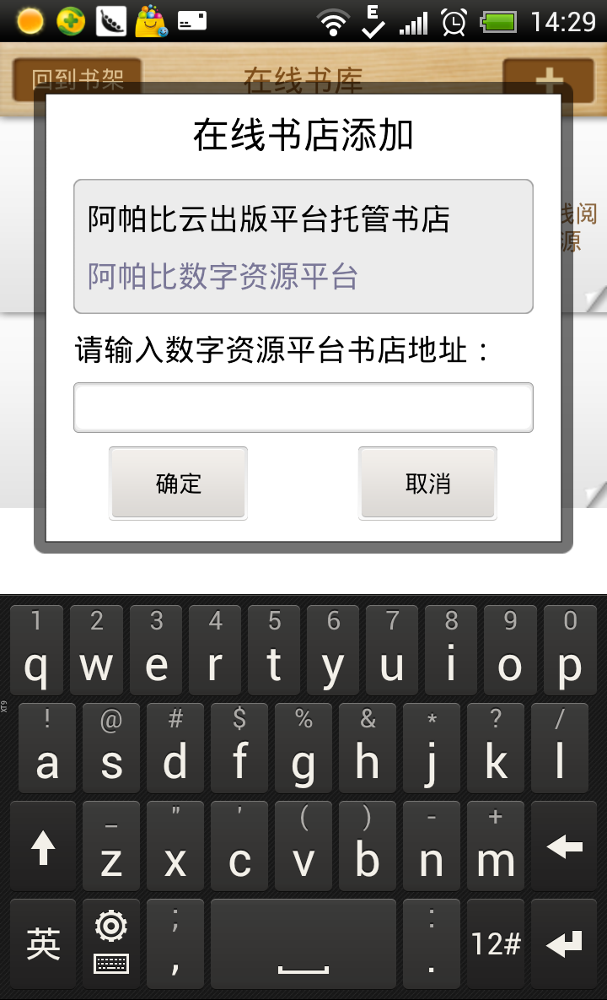 E 14:29
回到书架 在线书库 +
在线书店添加
阿帕比云出版平台托管书店
线阅
阿帕比数字资源平台
源
请输入数字资源平台书店地址：
确定 取消
1 2 3 4 5 6 7 8 9 0
q w e r t y u i o p
XT9
! @ # $ % & * ? /
a s d f g h j k l
_ " ' ( ) - +
z x c v b n m
; :
英 , . 12#